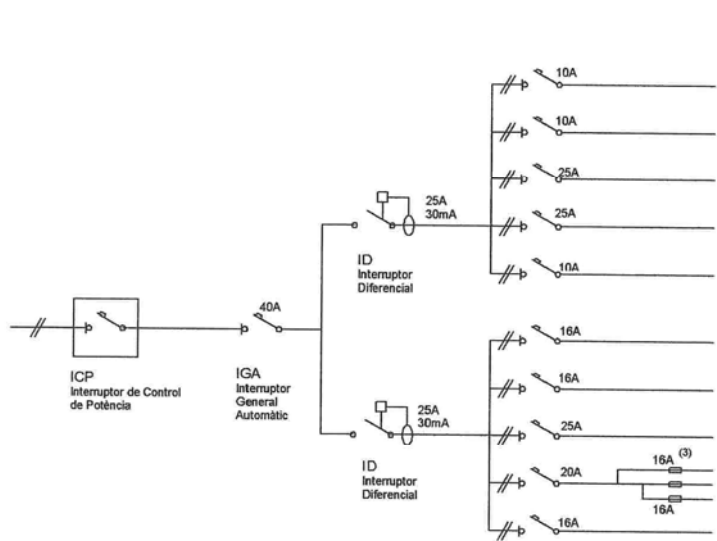 10A
10A
25A
25A
30mA
25A
ID
Interruptor
Diferencial
10A
40A
16A
ICP
Interruptor de Control
de Potència
IGA
Interruptor
General
Automàtic
16A
25A
30mA
25A
ID
Interruptor
Diferencial
20A
16A (3)
16A
16A